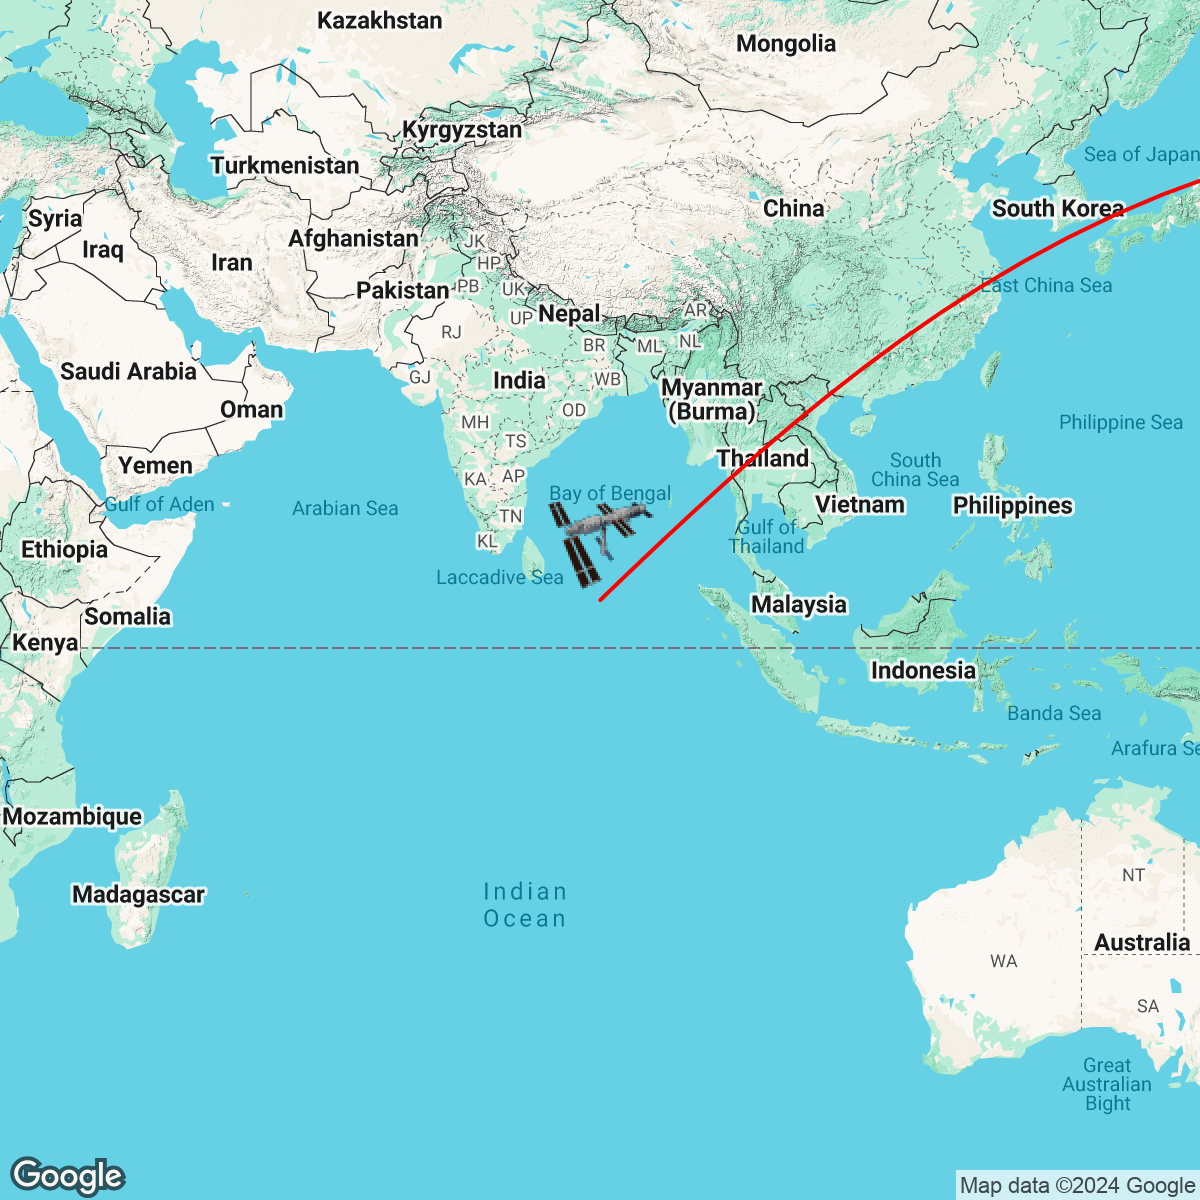 Kazakhstan
Mongolia
Kyrgyzstan
Sea of Japan
Turkmenistan
Syria
China
South Korea
Iraq
Iran
Afghanistan
JK
HP
Pakistan
PB
UK
East China Sea
Nepal
AR
UP
RJ
BR
ML
NL
Saudi Arabia
GJ
India
WB
Myanmar
(Burma)
Oman
OD
MH
Philippine Sea
TS
Yemen
Thailand
South
China Sea
KA
AP
Bay of Bengal
Gulf of Aden
Arabian Sea
Vietnam
Philippines
TN
Gulf of
Thailand
KL
Ethiopia
Laccadive Sea
Malaysia
Somalia
Kenya
Indonesia
Banda Sea
Arafura Se
Mozambique
NT
Madagascar
Indian
Ocean
Australia
WA
SA
Great
Australian
Bight
Google
Map data ©2024 Google